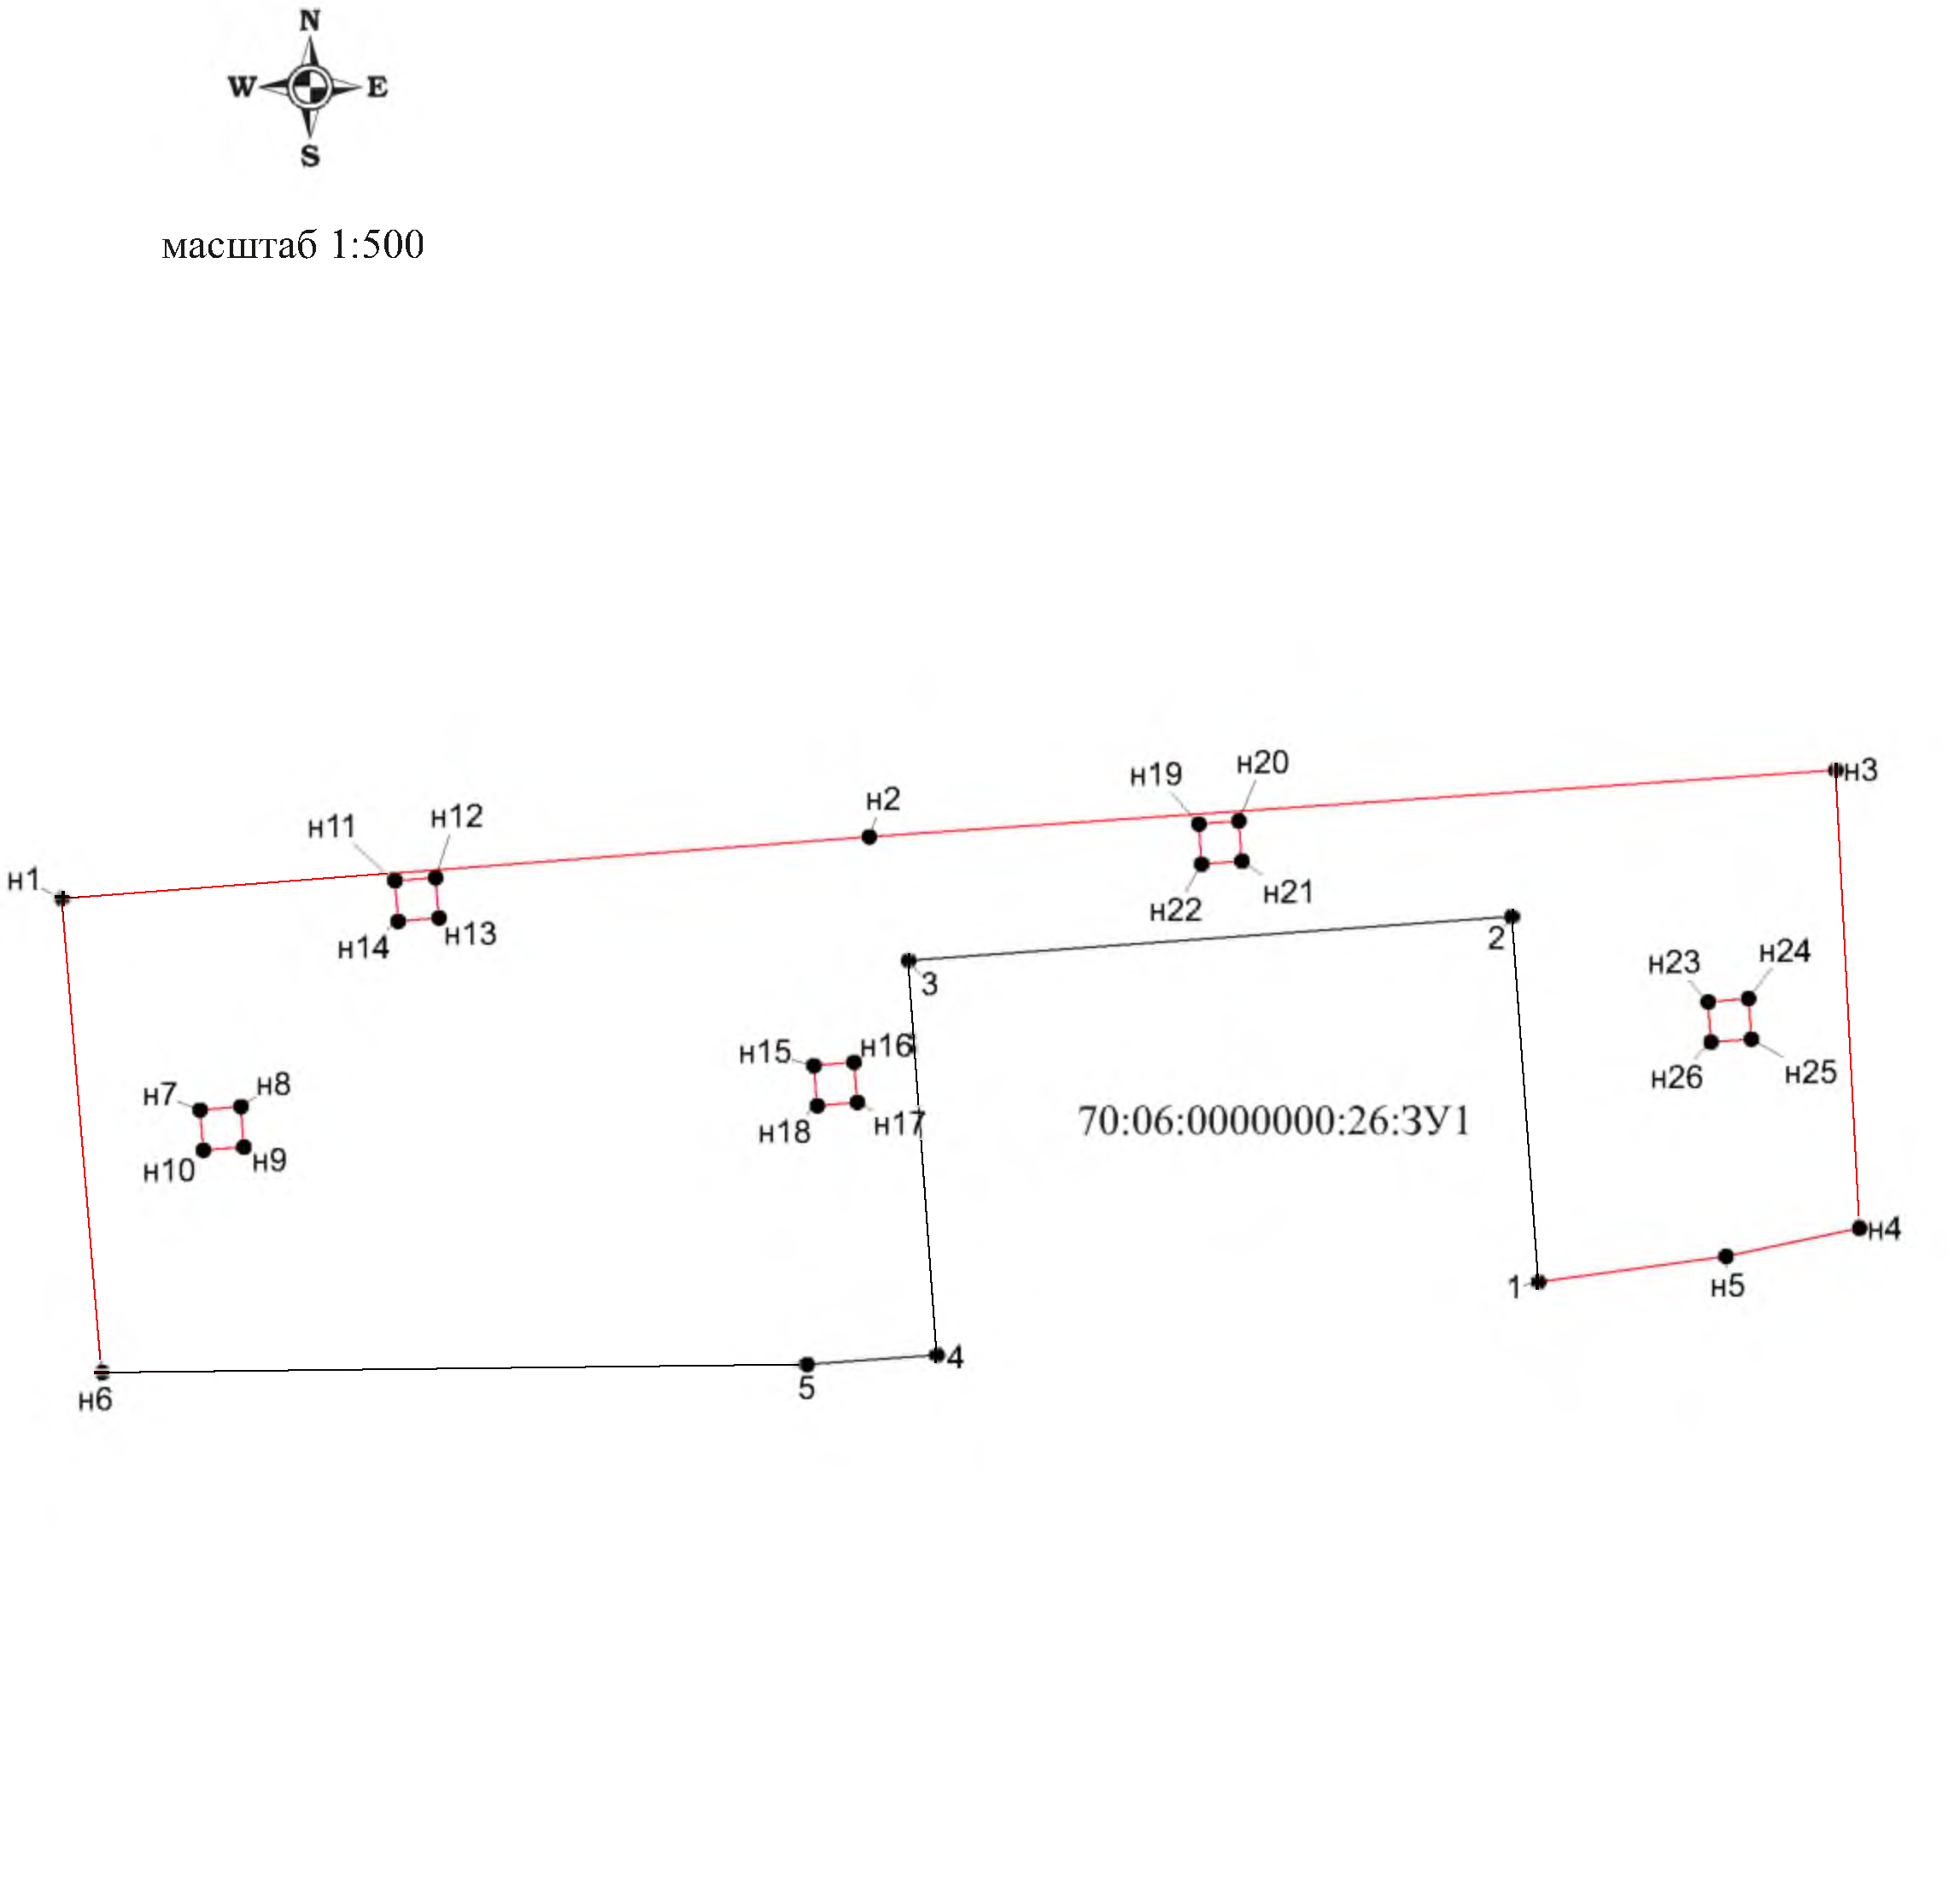 N
W E
S
масштаб 1:500
н19 н20
н3
н2
н11 н12
н1
н22 н21
н14 н13
2
3
н23 н24
н15 н16
н26 н25
н7 н8
н18 н17
70:06:0000000:26:ЗУ1
н10 н9
н4
1
н5
4
5
н6